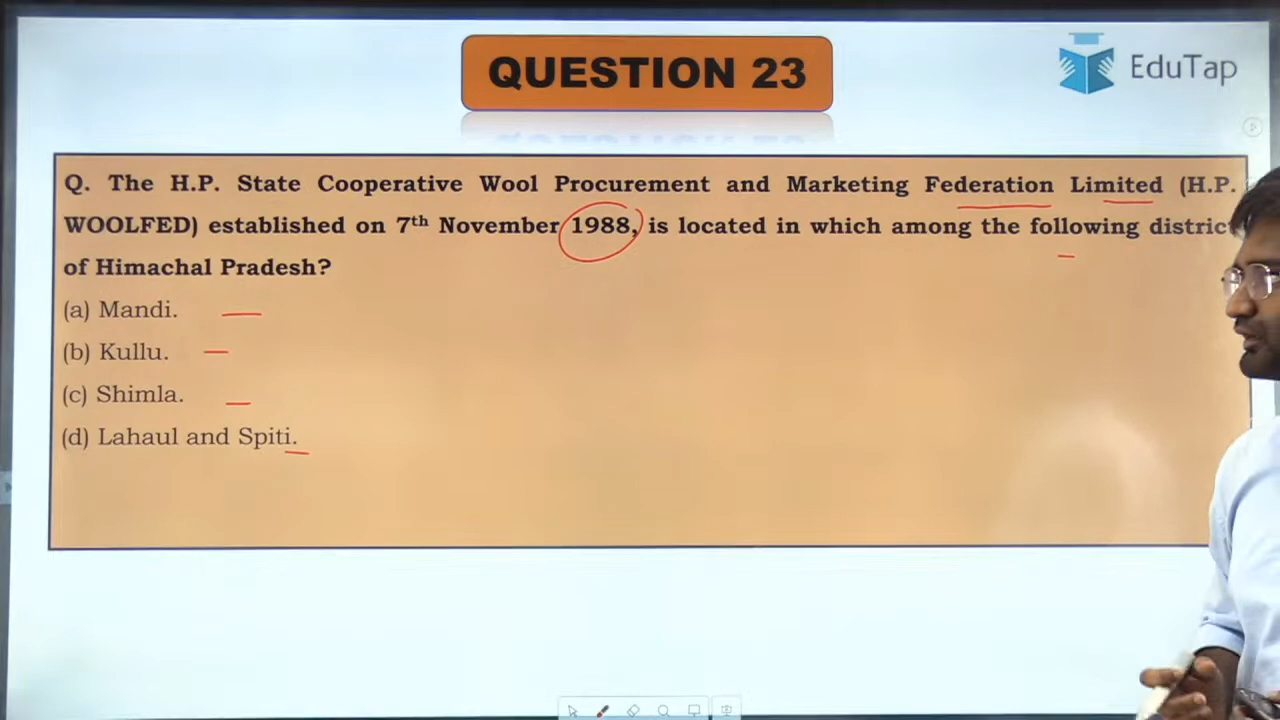 QUESTION 23
EduTap
Q. The H.P. State Cooperative Wool Procurement and Marketing Federation Limited (H.P.
WOOLFED) established on 7th November 1988, is located in which among the following district
of Himachal Pradesh?
(a) Mandi.
(b) Kullu.
(c) Shimla.
(d) Lahaul and Spiti.